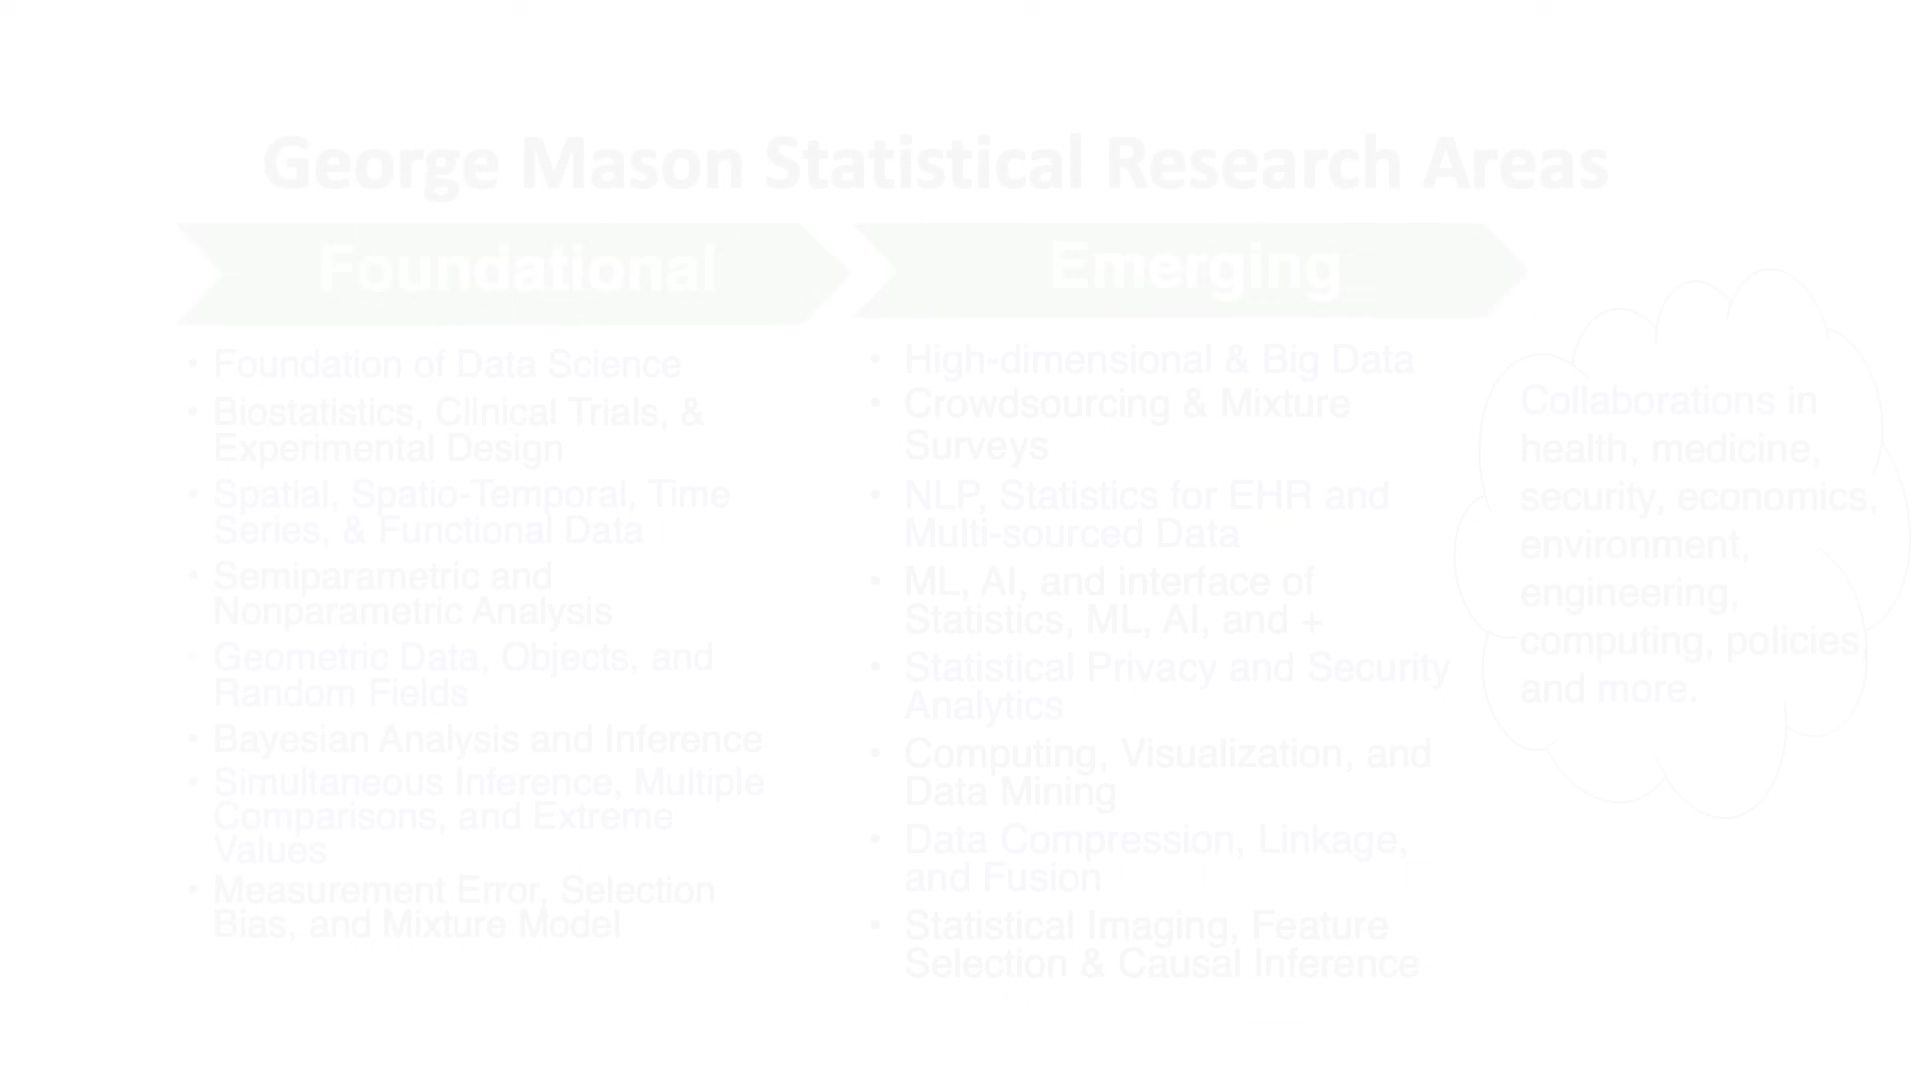 George Mason Statistical Research Areas
Foundational
• Foundation of Data Science
• Biostatistics, Clinical Trials, &
Experimental Design
• Spatial, Spatio-Temporal, Time
Series, & Functional Data
• Semiparametric and
Nonparametric Analysis
• Geometric Data, Objects, and
Random Fields
• Bayesian Analysis and Inference
• Simultaneous Inference, Multiple
Comparisons, and Extreme
Values
• Measurement Error, Selection
Bias, and Mixture Model
Emerging
• High-dimensional & Big Data
• Crowdsourcing & Mixture
Surveys
• NLP, Statistics for EHR and
Multi-sourced Data
• ML, AI, and interface of
Statistics, ML, AI, and +
• Statistical Privacy and Security
Analytics
• Computing, Visualization, and
Data Mining
• Data Compression, Linkage,
and Fusion
• Statistical Imaging, Feature
Selection & Causal Inference
Collaborations in
health, medicine,
security, economics,
environment,
engineering,
computing, policies,
and more.